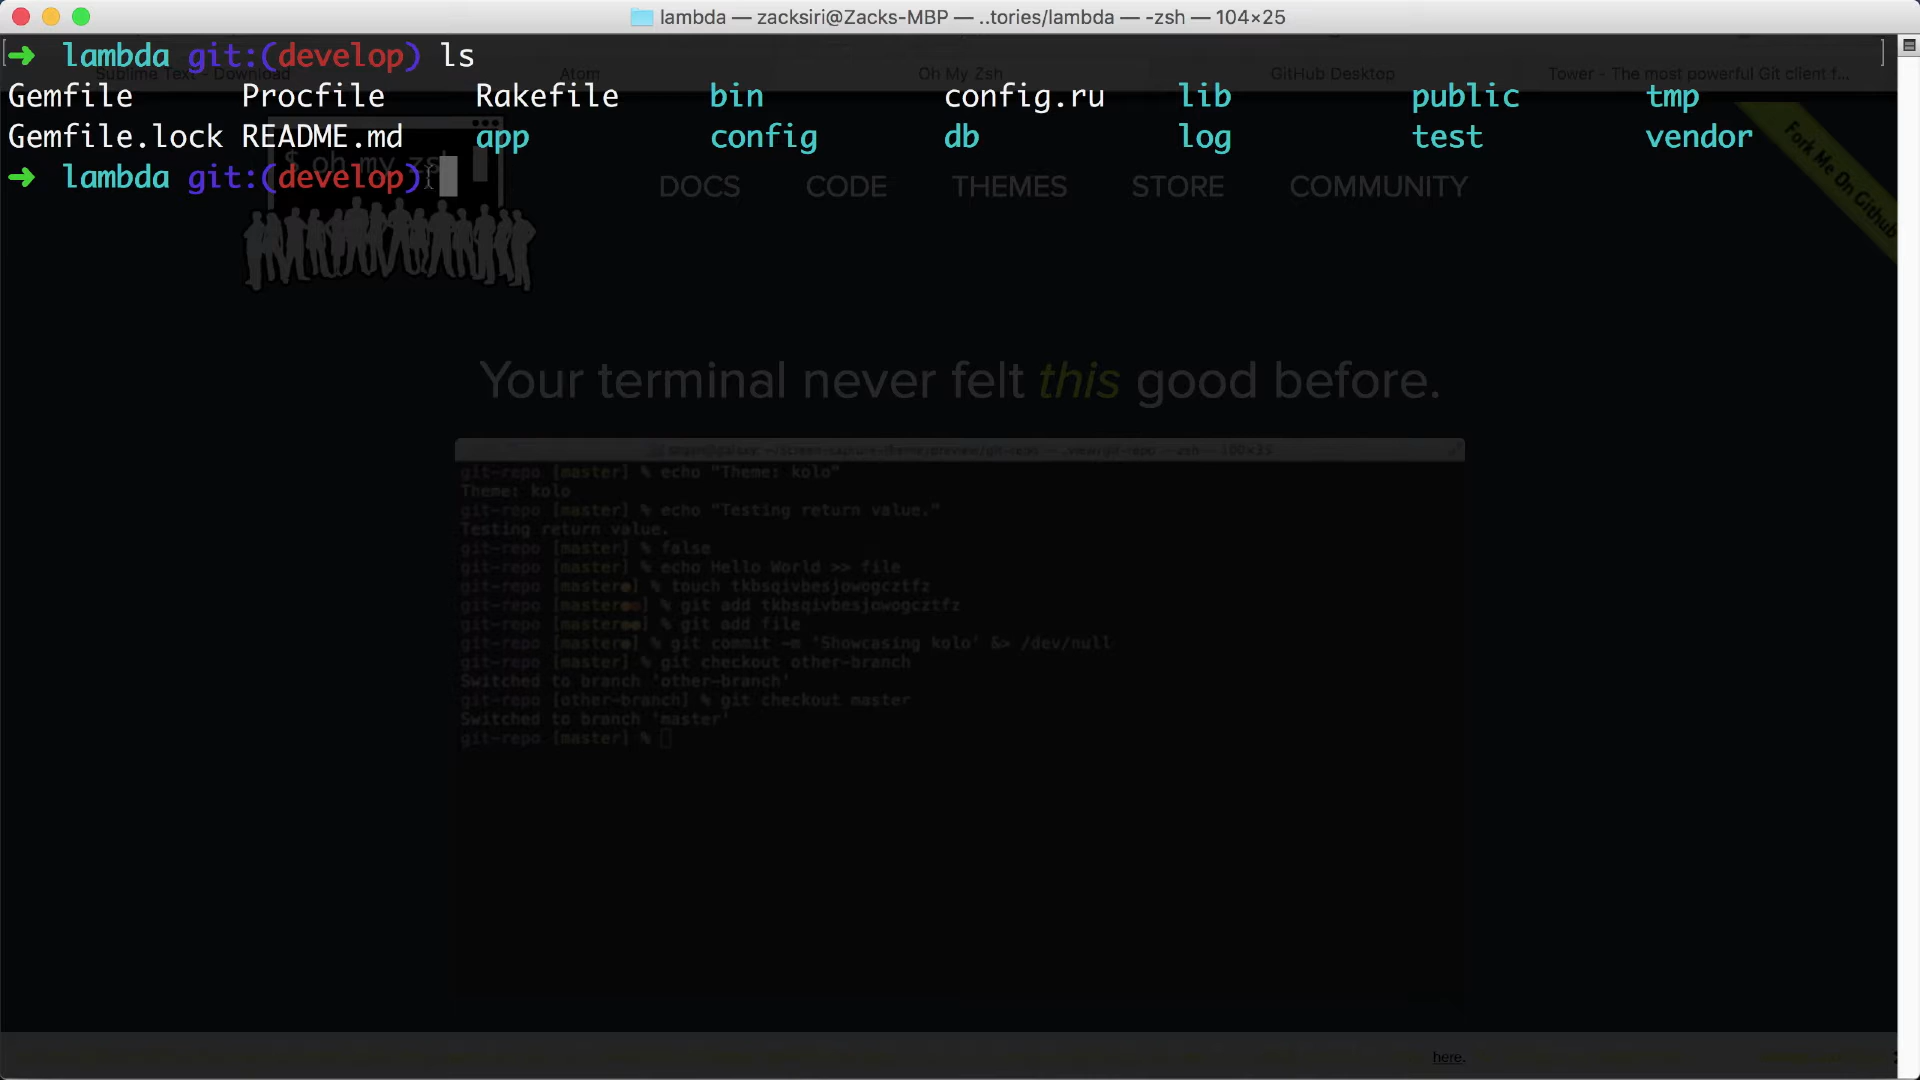 lambda — zacksiri@Zacks-MBP — ..tories/lambda — -zsh — 104×25
➜ lambda git:(develop) ls
Sublime Text - Download Atom Oh My Zsh GitHub Desktop Tower - The most powerful Git client f...
Gemfile Procfile Rakefile bin config.ru lib public tmp
Gemfile.lock README.md app config db log test vendor
➜ lambda git:(develop)
$ oh my zsh
DOCS CODE THEMES STORE COMMUNITY
Fork Me On Github
Your terminal never felt this good before.
git-repo [master] % echo "Theme: kolo"
Theme: kolo
git-repo [master] % echo "Testing return value."
Testing return value.
git-repo [master] % false
git-repo [master] % echo Hello World >> file
git-repo [master●] % touch tkbsqivbesjowogcztfz
git-repo [master●●] % git add tkbsqivbesjowogcztfz
git-repo [master●●] % git add file
git-repo [master●] % git commit -m 'Showcasing kolo' &> /dev/null
git-repo [master] % git checkout other-branch
Switched to branch 'other-branch'
git-repo [other-branch] % git checkout master
Switched to branch 'master'
git-repo [master] %
here.